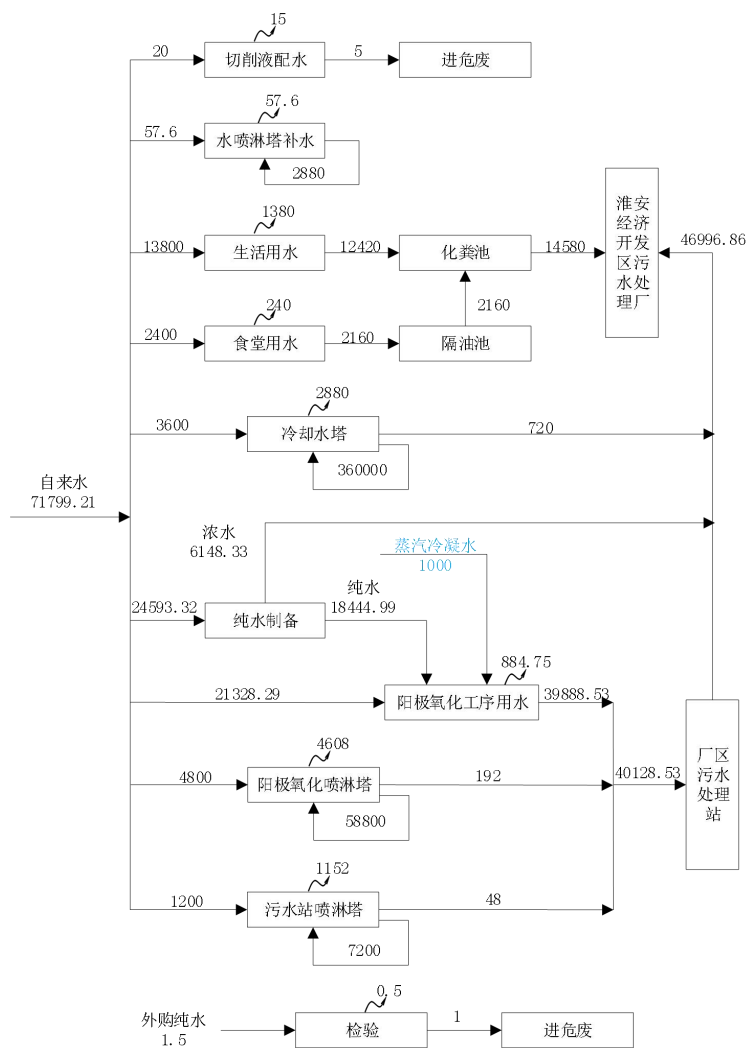 15
20
切削液配水
5
进危废
57.6
57.6
水喷淋塔补水
2880
1380
13800
生活用水
12420
化粪池
14580
淮安
经济
开发
区污
水处
理厂
46996.86
2160
240
2400
食堂用水
2160
隔油池
2880
3600
冷却水塔
720
360000
自来水
71799.21
浓水
6148.33
蒸汽冷凝水
1000
纯水
24593.32
纯水制备
18444.99
884.75
21328.29
阳极氧化工序用水
39888.53
4608
4800
阳极氧化喷淋塔
192
58800
40128.53
厂区
污水
处理
站
1152
1200
污水站喷淋塔
48
7200
0.5
外购纯水
1.5
检验
1
进危废